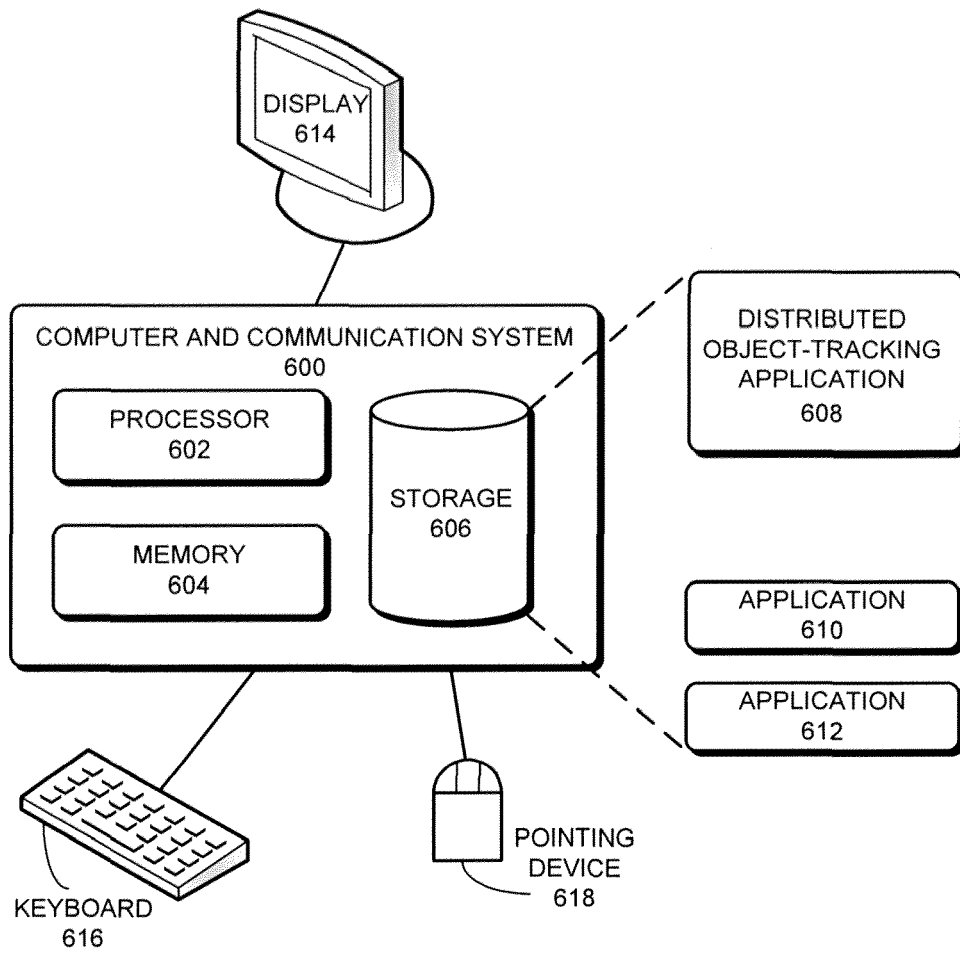 DISPLAY
614
COMPUTER AND COMMUNICATION SYSTEM
600
PROCESSOR
602
MEMORY
604
STORAGE
606
DISTRIBUTED
OBJECT-TRACKING
APPLICATION
608
APPLICATION
610
APPLICATION
612
KEYBOARD
616
POINTING
DEVICE
618